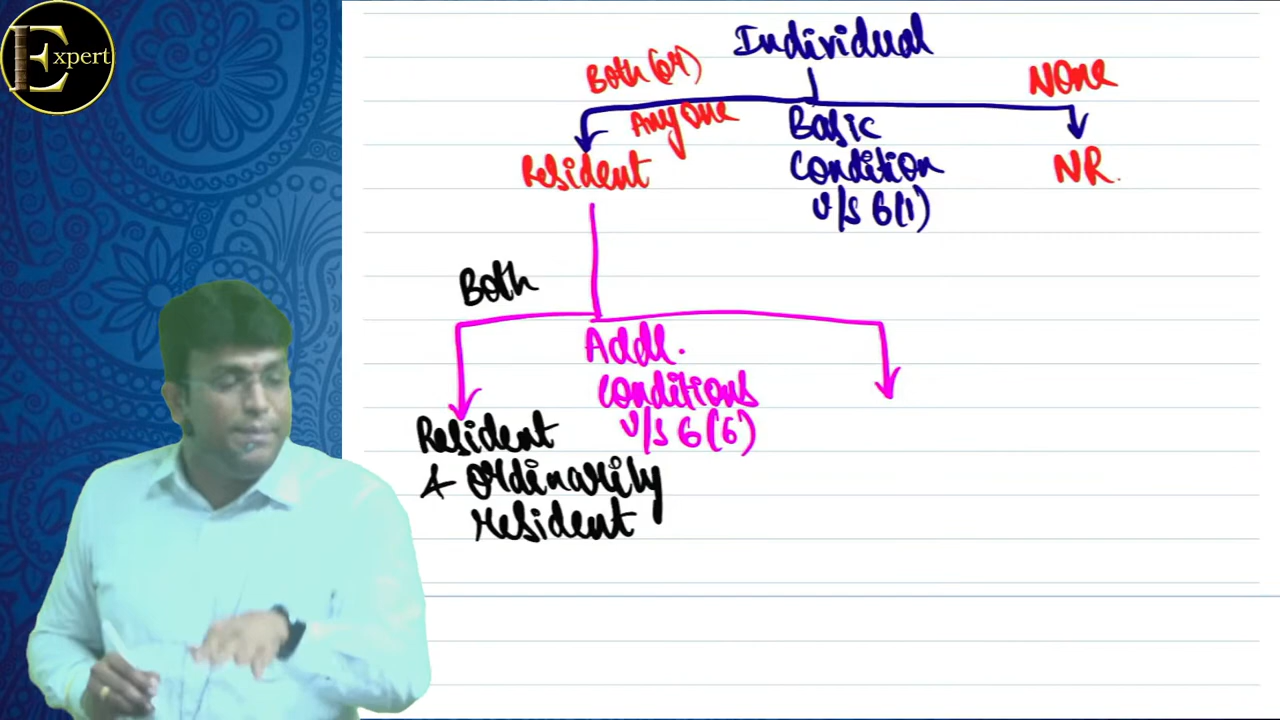 Expert
Individual
Both (or)
Anyone
None
Basic
Condition
u/s 6(1)
Resident
NR.
Both
Addl.
Conditions
u/s 6(6)
Resident
& ordinarily
resident